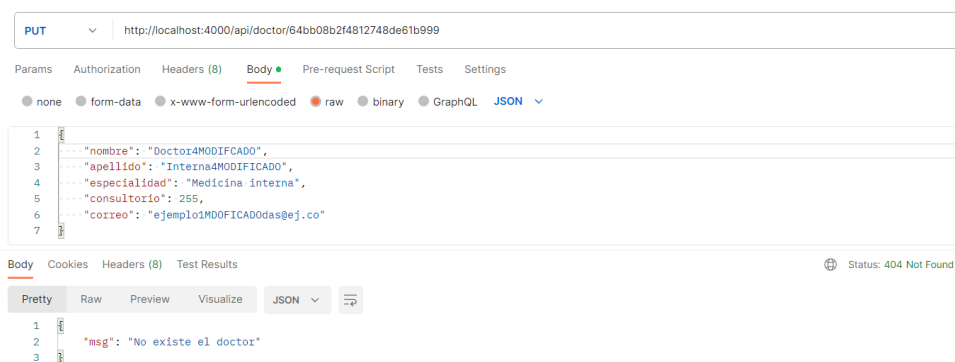 PUT http://localhost:4000/api/doctor/64bb08b2f4812748de61b999
Params Authorization Headers (8) Body Pre-request Script Tests Settings
none form-data x-www-form-urlencoded raw binary GraphQL JSON
1 {
2 "nombre": "Doctor4MODIFCADO",
3 "apellido": "Interna4MODIFICADO",
4 "especialidad": "Medicina interna",
5 "consultorio": 255,
6 "correo": "ejemplo1MDOFICADOdas@ej.co"
7 }
Body Cookies Headers (8) Test Results Status: 404 Not Found
Pretty Raw Preview Visualize JSON
1 {
2 "msg": "No existe el doctor"
3 }